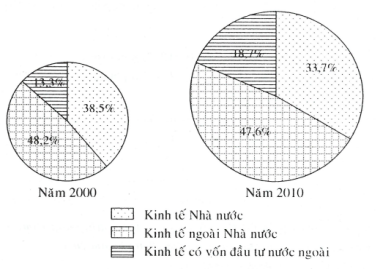 13,3%
38,5%
48,2%
Năm 2000
18,7%
33,7%
47,6%
Năm 2010
Kinh tế Nhà nước
Kinh tế ngoài Nhà nước
Kinh tế có vốn đầu tư nước ngoài